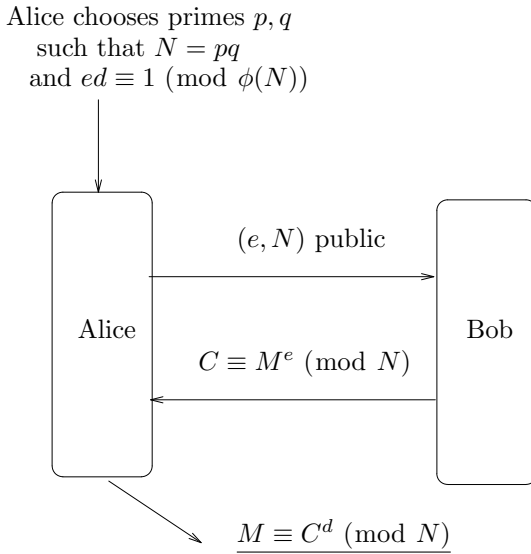 Alice chooses primes p, q
such that N = pq
and ed ≡ 1 (mod ϕ(N))
(e, N) public
Alice
Bob
C ≡ M^e (mod N)
M ≡ C^d (mod N)